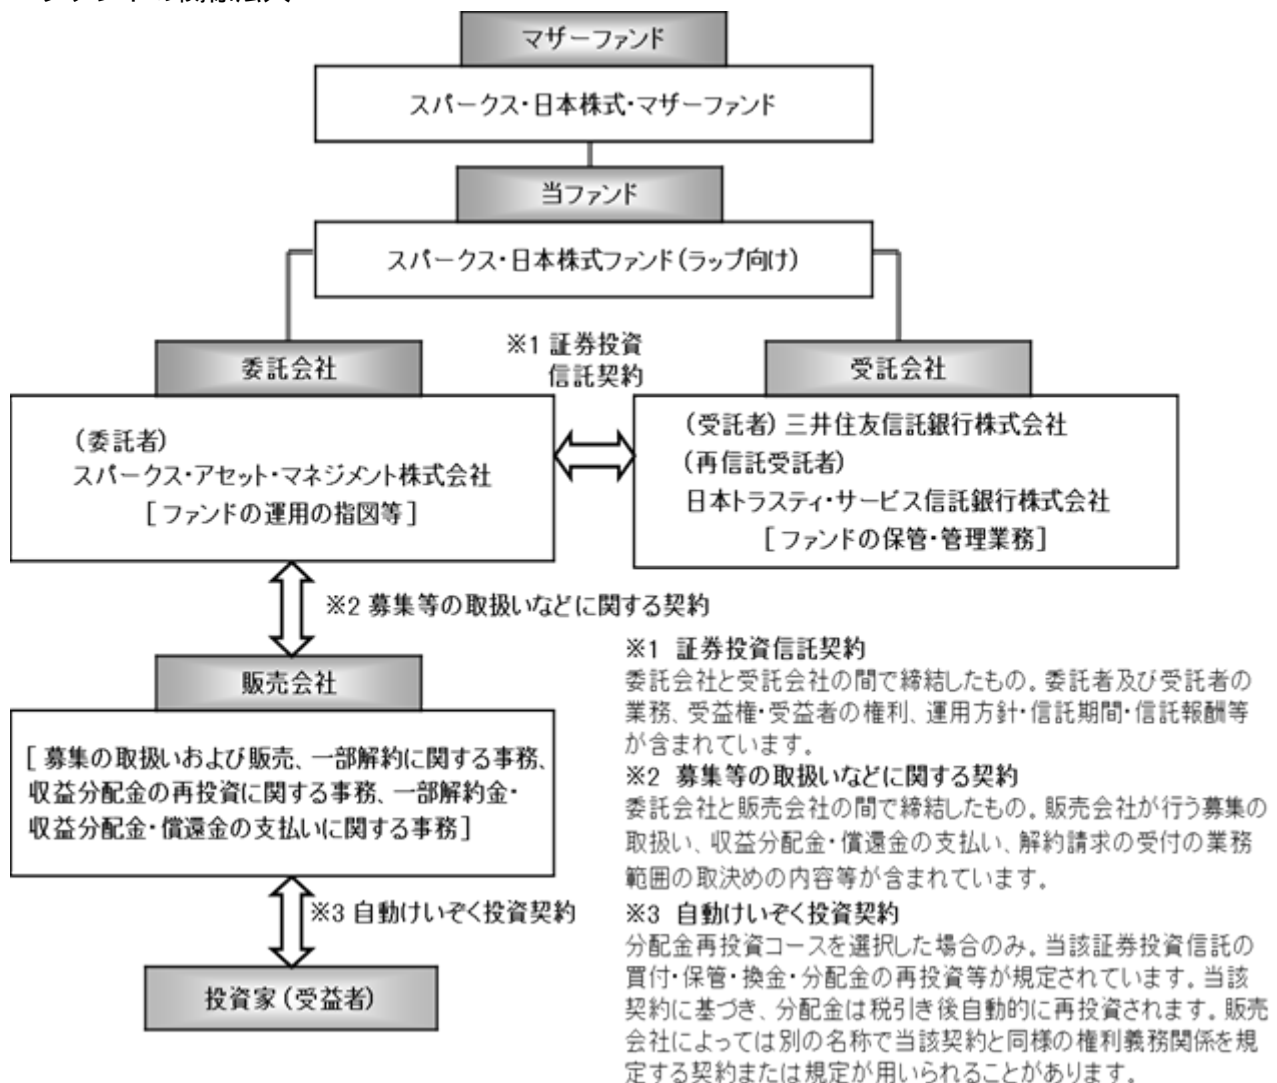 マザーファンド
スパークス・日本株式・マザーファンド
当ファンド
スパークス・日本株式ファンド(ラップ向け)
委託会社
(委託者)
スパークス・アセット・マネジメント株式会社
[ファンドの運用の指図等]
※1 証券投資
信託契約
受託会社
(受託者) 三井住友信託銀行株式会社
(再信託受託者)
日本トラスティ・サービス信託銀行株式会社
[ファンドの保管・管理業務]
※2 募集等の取扱いなどに関する契約
販売会社
[ 募集の取扱いおよび販売、一部解約に関する事務、
収益分配金の再投資に関する事務、一部解約金・
収益分配金・償還金の支払いに関する事務]
※3 自動けいぞく投資契約
投資家(受益者)
※1 証券投資信託契約
委託会社と受託会社の間で締結したもの。委託者及び受託者の
業務、受益権・受益者の権利、運用方針・信託期間・信託報酬等
が含まれています。
※2 募集等の取扱いなどに関する契約
委託会社と販売会社の間で締結したもの。販売会社が行う募集の
取扱い、収益分配金・償還金の支払い、解約請求の受付の業務
範囲の取決めの内容等が含まれています。
※3 自動けいぞく投資契約
分配金再投資コースを選択した場合のみ。当該証券投資信託の
買付・保管・換金・分配金の再投資等が規定されています。当該
契約に基づき、分配金は税引き後自動的に再投資されます。販売
会社によっては別の名称で当該契約と同様の権利義務関係を規
定する契約または規定が用いられることがあります。